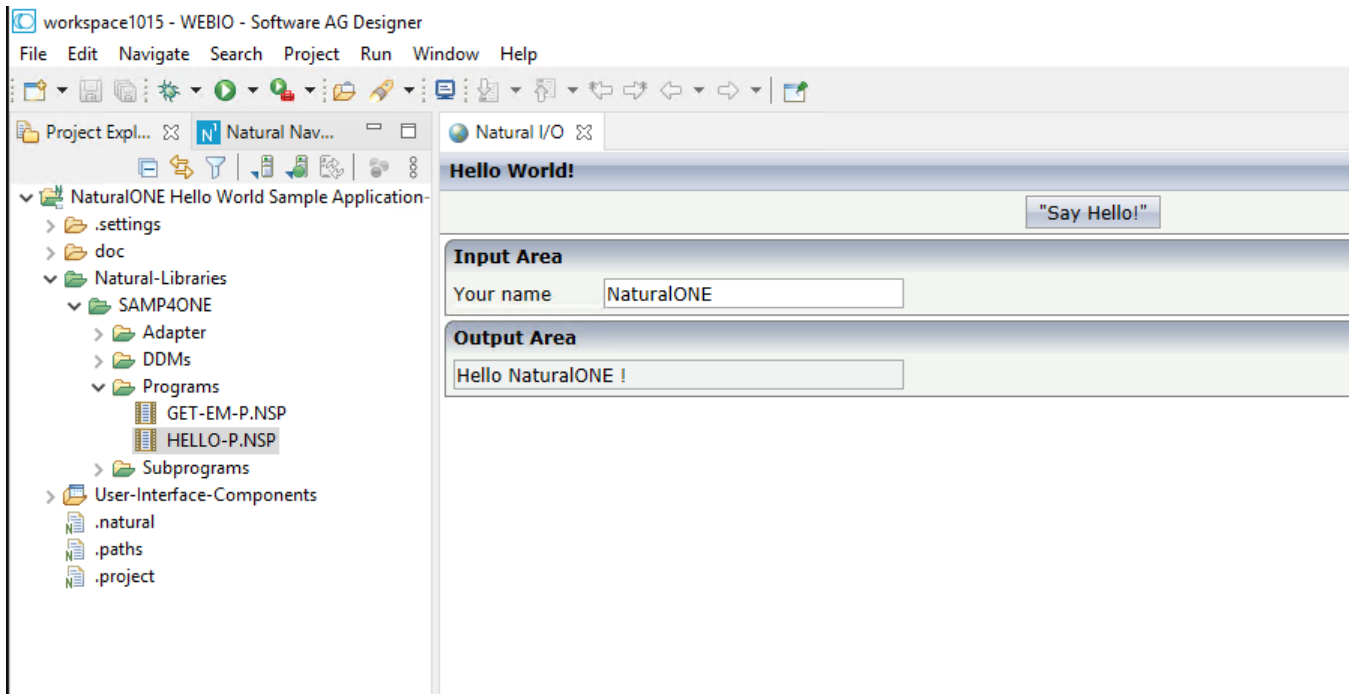 workspace1015 - WEBIO - Software AG Designer
File Edit Navigate Search Project Run Window Help
Project Expl... N1 Natural Nav...
NaturalONE Hello World Sample Application-
.settings
doc
Natural-Libraries
SAMP4ONE
Adapter
DDMs
Programs
GET-EM-P.NSP
HELLO-P.NSP
Subprograms
User-Interface-Components
.natural
.paths
.project
Natural I/O
Hello World!
"Say Hello!"
Input Area
Your name NaturalONE
Output Area
Hello NaturalONE !